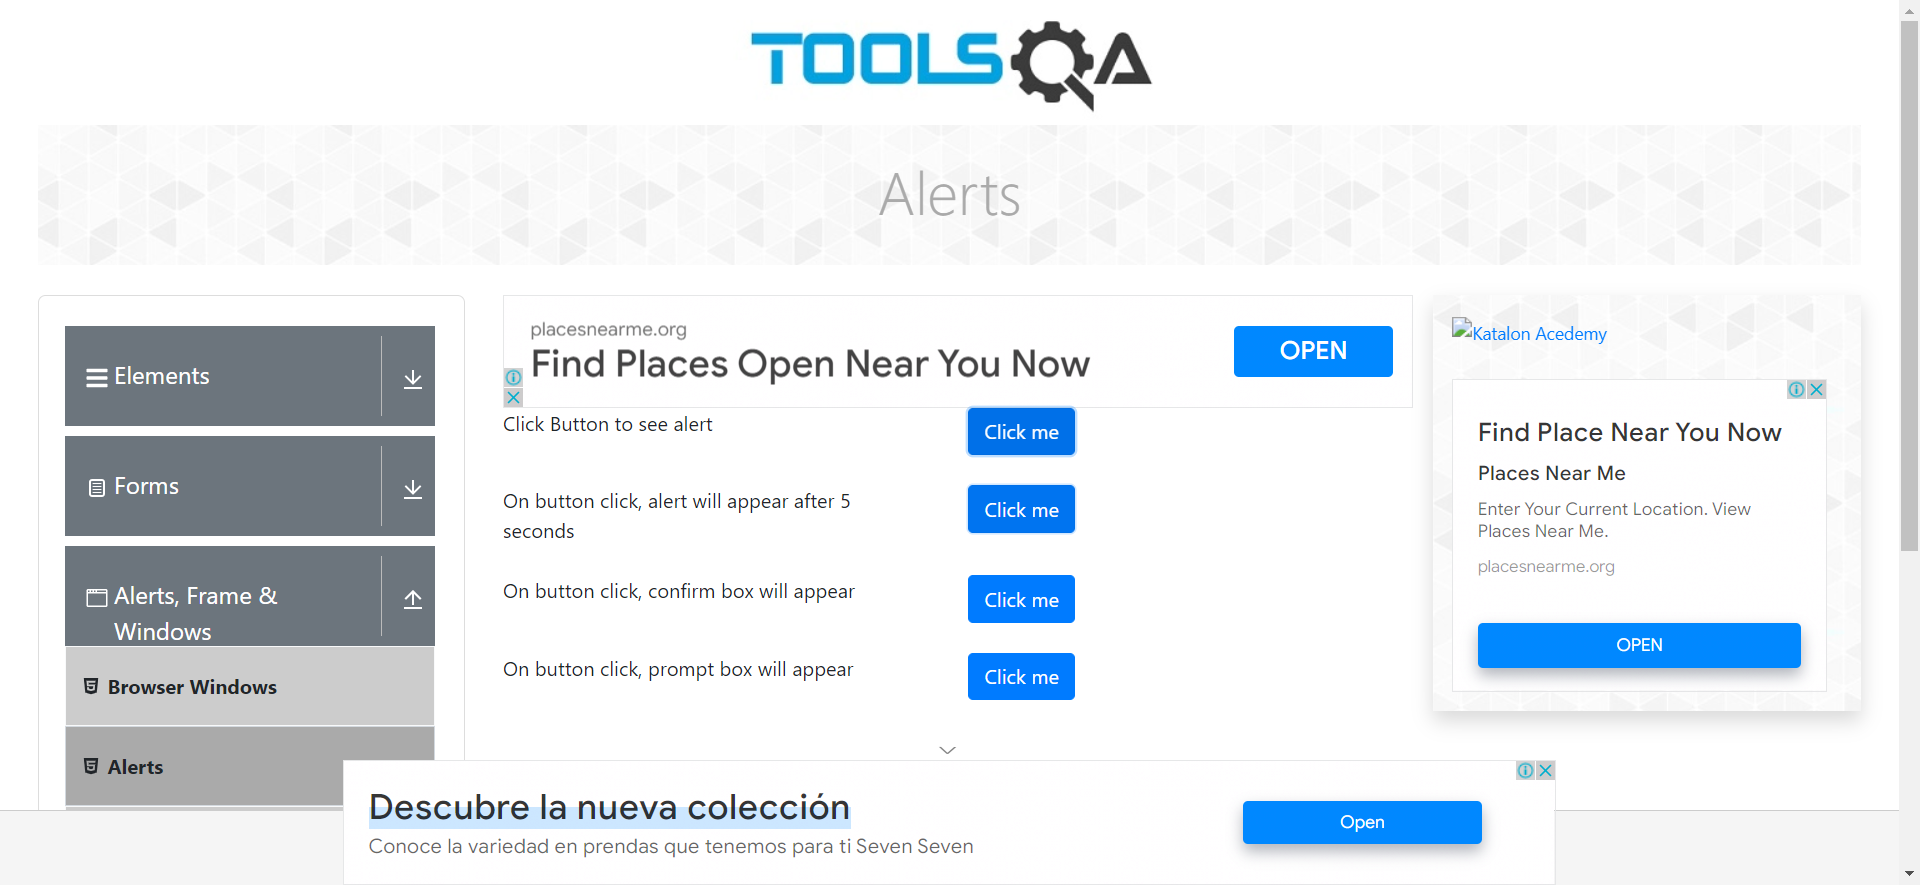 TOOLSQA
Alerts
Elements
Forms
Alerts, Frame &
Windows
Browser Windows
Alerts
placesnearme.org
Find Places Open Near You Now
OPEN
Click Button to see alert
Click me
On button click, alert will appear after 5
seconds
Click me
On button click, confirm box will appear
Click me
On button click, prompt box will appear
Click me
Katalon Acedemy
Find Place Near You Now
Places Near Me
Enter Your Current Location. View
Places Near Me.
placesnearme.org
OPEN
Descubre la nueva colección
Conoce la variedad en prendas que tenemos para ti Seven Seven
Open